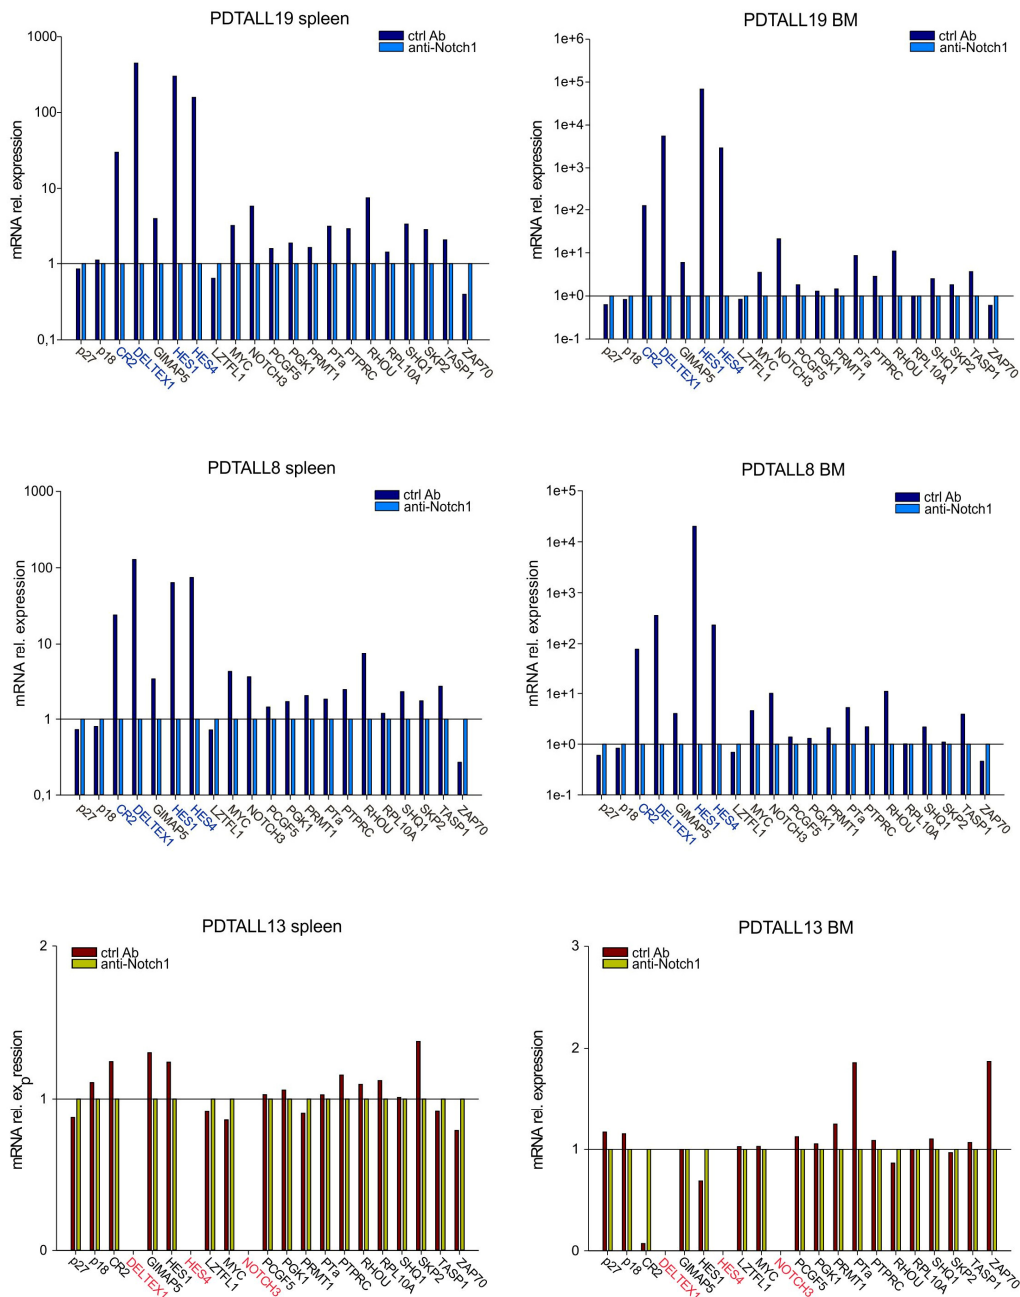 PDTALL19 spleen
ctrl Ab
anti-Notch1
mRNA rel. expression
1000
100
10
1
0,1
p27 p18 CR2 DELTEX1 GIMAP5 HES1 HES4 LZTFL1 MYC NOTCH3 PCGF5 PGK1 PRMT1 PTa PTPRC RHOU RPL10A SHQ1 SKP2 TASP1 ZAP70
PDTALL19 BM
ctrl Ab
anti-Notch1
mRNA rel. expression
1e+6
1e+5
1e+4
1e+3
1e+2
1e+1
1e+0
1e-1
p27 p18 CR2 DELTEX1 GIMAP5 HES1 HES4 LZTFL1 MYC NOTCH3 PCGF5 PGK1 PRMT1 PTa PTPRC RHOU RPL10A SHQ1 SKP2 TASP1 ZAP70
PDTALL8 spleen
ctrl Ab
anti-Notch1
mRNA rel. expression
1000
100
10
1
0,1
p27 p18 CR2 DELTEX1 GIMAP5 HES1 HES4 LZTFL1 MYC NOTCH3 PCGF5 PGK1 PRMT1 PTa PTPRC RHOU RPL10A SHQ1 SKP2 TASP1 ZAP70
PDTALL8 BM
ctrl Ab
anti-Notch1
mRNA rel. expression
1e+5
1e+4
1e+3
1e+2
1e+1
1e+0
1e-1
p27 p18 CR2 DELTEX1 GIMAP5 HES1 HES4 LZTFL1 MYC NOTCH3 PCGF5 PGK1 PRMT1 PTa PTPRC RHOU RPL10A SHQ1 SKP2 TASP1 ZAP70
PDTALL13 spleen
ctrl Ab
anti-Notch1
mRNA rel. expression
2
1
0
p27 p18 CR2 DELTEX1 GIMAP5 HES1 HES4 LZTFL1 MYC NOTCH3 PCGF5 PGK1 PRMT1 PTa PTPRC RHOU RPL10A SHQ1 SKP2 TASP1 ZAP70
PDTALL13 BM
ctrl Ab
anti-Notch1
mRNA rel. expression
3
2
1
0
p27 p18 CR2 DELTEX1 GIMAP5 HES1 HES4 LZTFL1 MYC NOTCH3 PCGF5 PGK1 PRMT1 PTa PTPRC RHOU RPL10A SHQ1 SKP2 TASP1 ZAP70